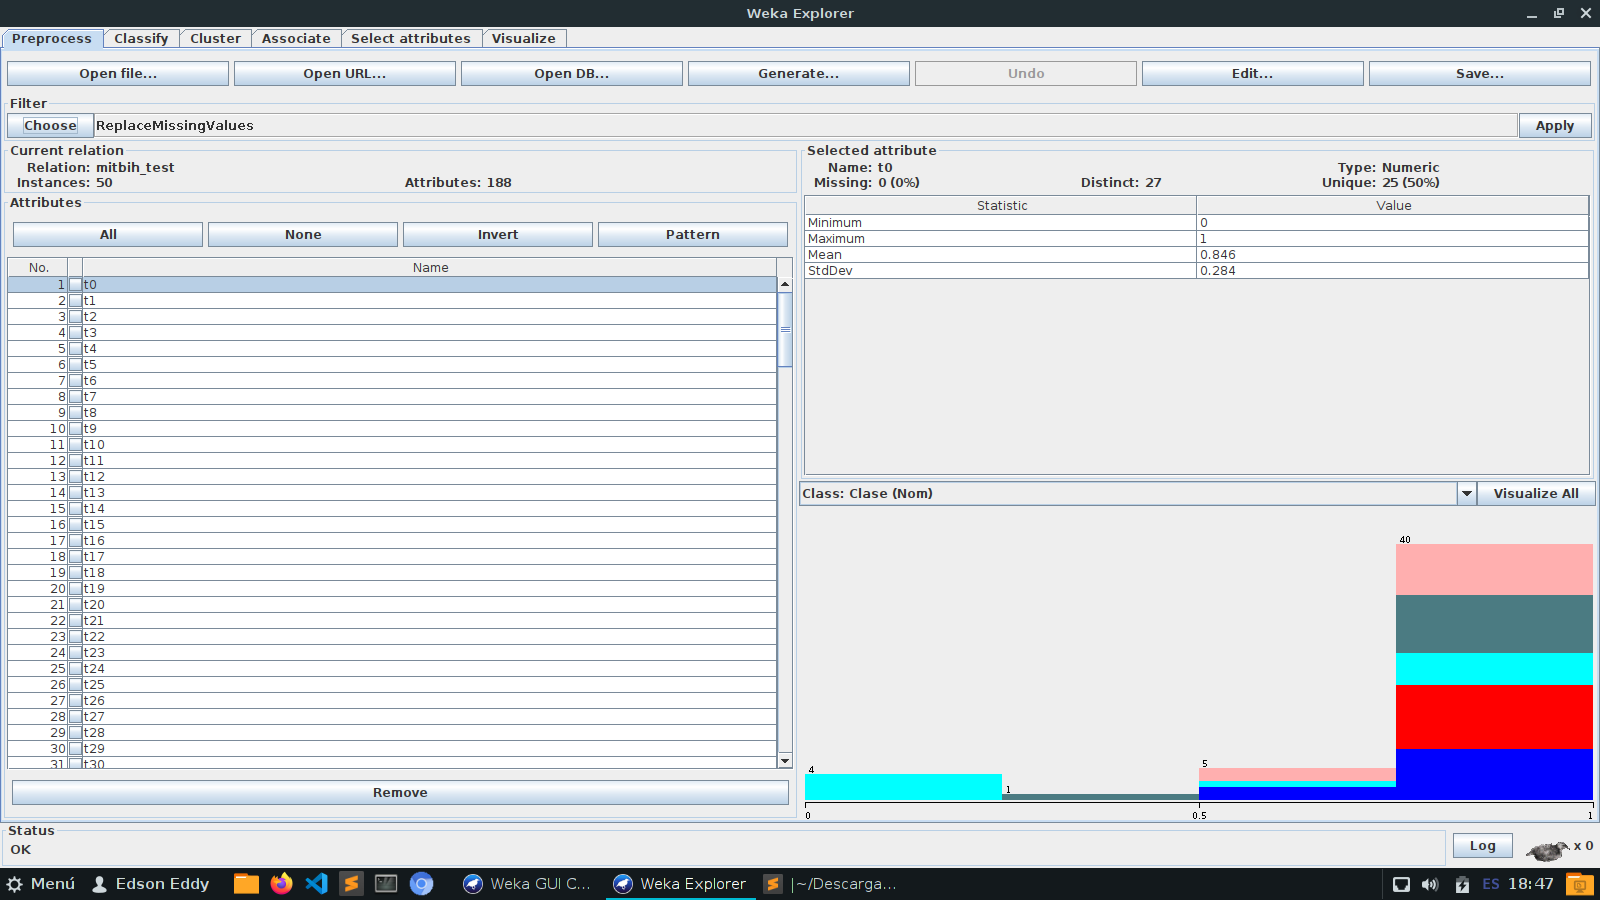 Weka Explorer
Preprocess Classify Cluster Associate Select attributes Visualize
Open file... Open URL... Open DB... Generate... Undo Edit... Save...
Filter
Choose ReplaceMissingValues Apply
Current relation
Relation: mitbih_test
Instances: 50 Attributes: 188
Attributes
All None Invert Pattern
No. Name
1 t0
2 t1
3 t2
4 t3
5 t4
6 t5
7 t6
8 t7
9 t8
10 t9
11 t10
12 t11
13 t12
14 t13
15 t14
16 t15
17 t16
18 t17
19 t18
20 t19
21 t20
22 t21
23 t22
24 t23
25 t24
26 t25
27 t26
28 t27
29 t28
30 t29
31 t30
Remove
Selected attribute
Name: t0 Type: Numeric
Missing: 0 (0%) Distinct: 27 Unique: 25 (50%)
Statistic Value
Minimum 0
Maximum 1
Mean 0.846
StdDev 0.284
Class: Clase (Nom) Visualize All
40
5
4
1
0 0.5 1
Status
OK
Log x 0
Menú Edson Eddy Weka GUI C... Weka Explorer |~/Descarga... ES 18:47